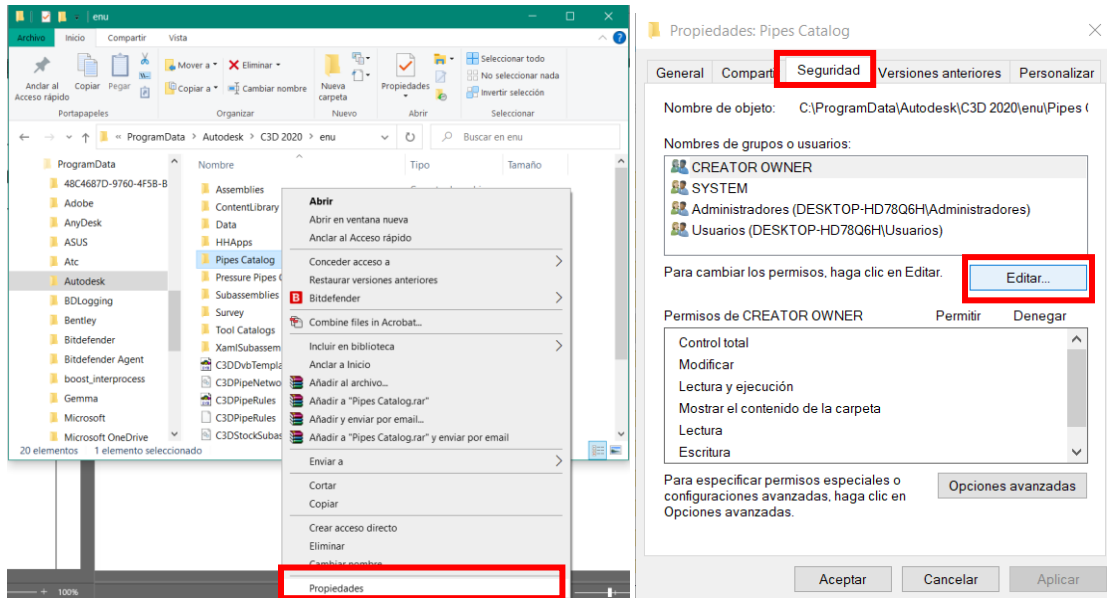 enu
Archivo Inicio Compartir Vista
Anclar al Acceso rápido
Copiar
Pegar
Mover a
Copiar a
Eliminar
Cambiar nombre
Nueva carpeta
Propiedades
Seleccionar todo
No seleccionar nada
Invertir selección
Portapapeles Organizar Nuevo Abrir Seleccionar
« ProgramData > Autodesk > C3D 2020 > enu
Buscar en enu
ProgramData
48C4687D-9760-4F5B-B
Adobe
AnyDesk
ASUS
Atc
Autodesk
BDLogging
Bentley
Bitdefender
Bitdefender Agent
boost_interprocess
Gemma
Microsoft
Microsoft OneDrive
Nombre Tipo Tamaño
Assemblies
ContentLibrary
Data
HHApps
Pipes Catalog
Pressure Pipes
Subassemblies
Survey
Tool Catalogs
XamlSubassem
C3DDvbTempla
C3DPipeNetwo
C3DPipeRules
C3DPipeRules
C3DStockSubas
20 elementos 1 elemento seleccionado
Abrir
Abrir en ventana nueva
Anclar al Acceso rápido
Conceder acceso a
Restaurar versiones anteriores
B Bitdefender
Combine files in Acrobat...
Incluir en biblioteca
Anclar a Inicio
Añadir al archivo...
Añadir a "Pipes Catalog.rar"
Añadir y enviar por email...
Añadir a "Pipes Catalog.rar" y enviar por email
Enviar a
Cortar
Copiar
Crear acceso directo
Eliminar
Cambiar nombre
Propiedades
100%
Propiedades: Pipes Catalog
General Comparti Seguridad Versiones anteriores Personalizar
Nombre de objeto: C:\ProgramData\Autodesk\C3D 2020\enu\Pipes C
Nombres de grupos o usuarios:
CREATOR OWNER
SYSTEM
Administradores (DESKTOP-HD78Q6H\Administradores)
Usuarios (DESKTOP-HD78Q6H\Usuarios)
Para cambiar los permisos, haga clic en Editar.
Editar...
Permisos de CREATOR OWNER Permitir Denegar
Control total
Modificar
Lectura y ejecución
Mostrar el contenido de la carpeta
Lectura
Escritura
Para especificar permisos especiales o
configuraciones avanzadas, haga clic en
Opciones avanzadas.
Opciones avanzadas
Aceptar Cancelar Aplicar